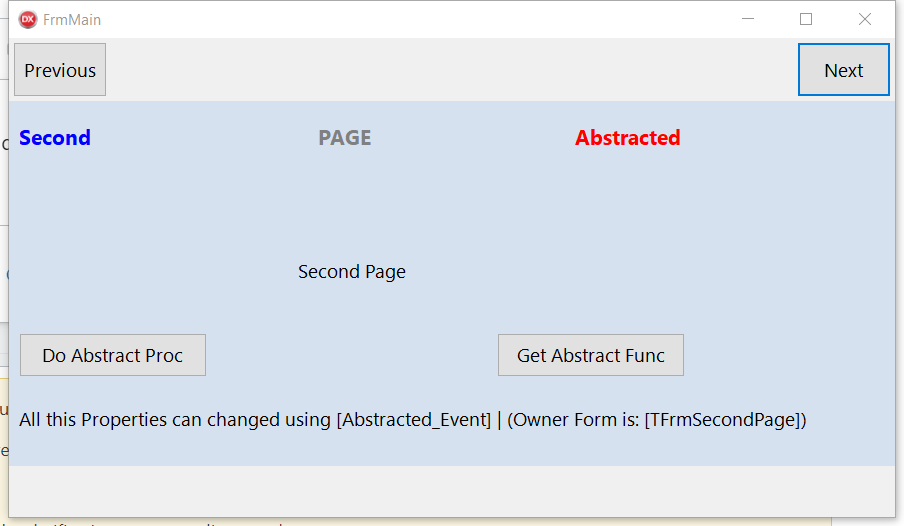 DX FrmMain
Previous
Next
Second PAGE Abstracted
Second Page
Do Abstract Proc Get Abstract Func
All this Properties can changed using [Abstracted_Event] | (Owner Form is: [TFrmSecondPage])